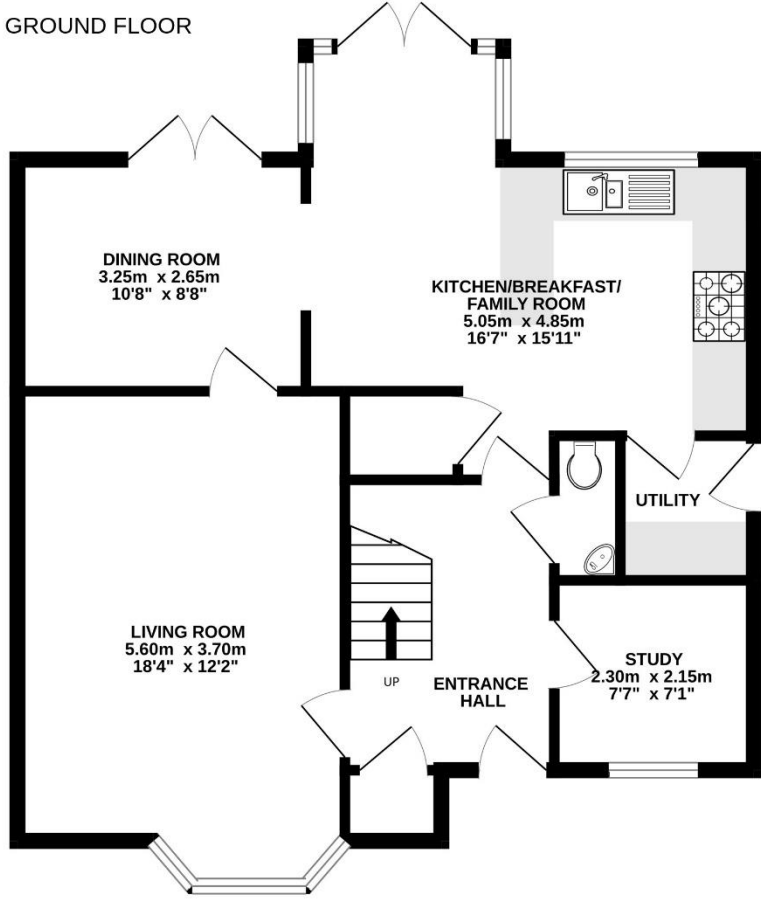 GROUND FLOOR
DINING ROOM
3.25m x 2.65m
10'8" x 8'8"
KITCHEN/BREAKFAST/
FAMILY ROOM
5.05m x 4.85m
16'7" x 15'11"
UTILITY
LIVING ROOM
5.60m x 3.70m
18'4" x 12'2"
UP
ENTRANCE
HALL
STUDY
2.30m x 2.15m
7'7" x 7'1"